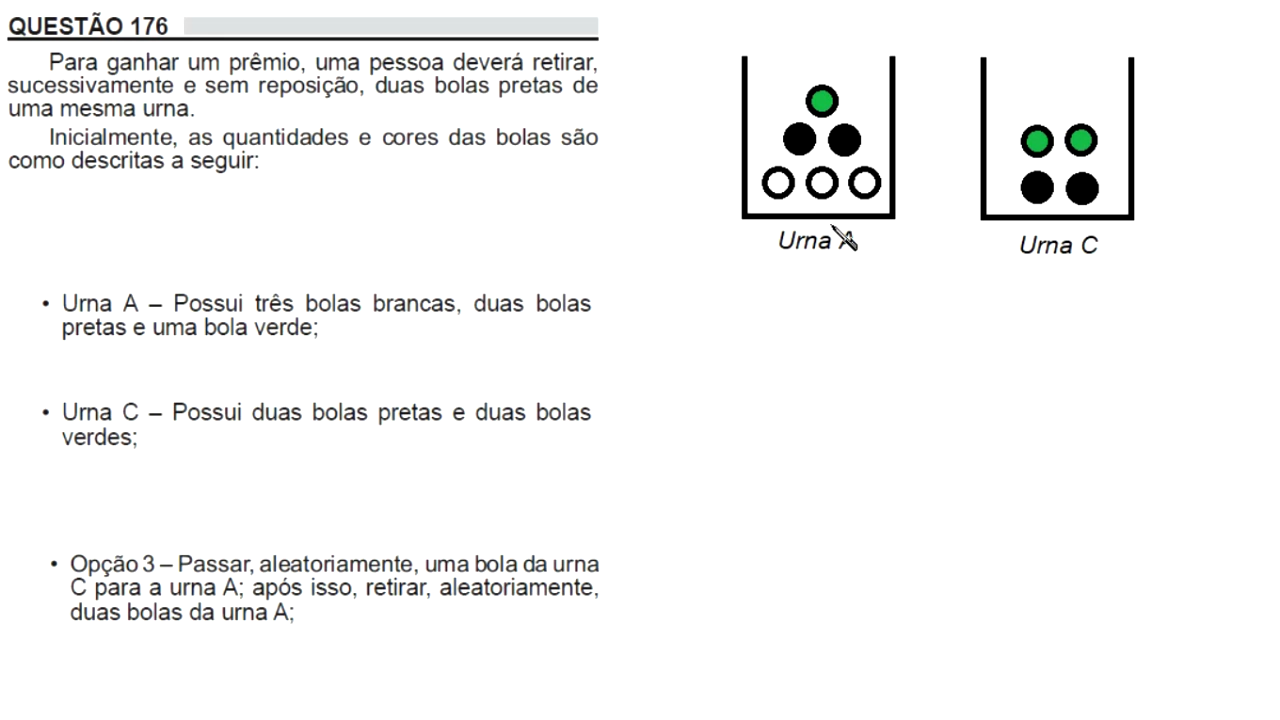 QUESTÃO 176
Para ganhar um prêmio, uma pessoa deverá retirar,
sucessivamente e sem reposição, duas bolas pretas de
uma mesma urna.
Inicialmente, as quantidades e cores das bolas são
como descritas a seguir:
• Urna A – Possui três bolas brancas, duas bolas
pretas e uma bola verde;
• Urna C – Possui duas bolas pretas e duas bolas
verdes;
• Opção 3 – Passar, aleatoriamente, uma bola da urna
C para a urna A; após isso, retirar, aleatoriamente,
duas bolas da urna A;
Urna A
Urna C